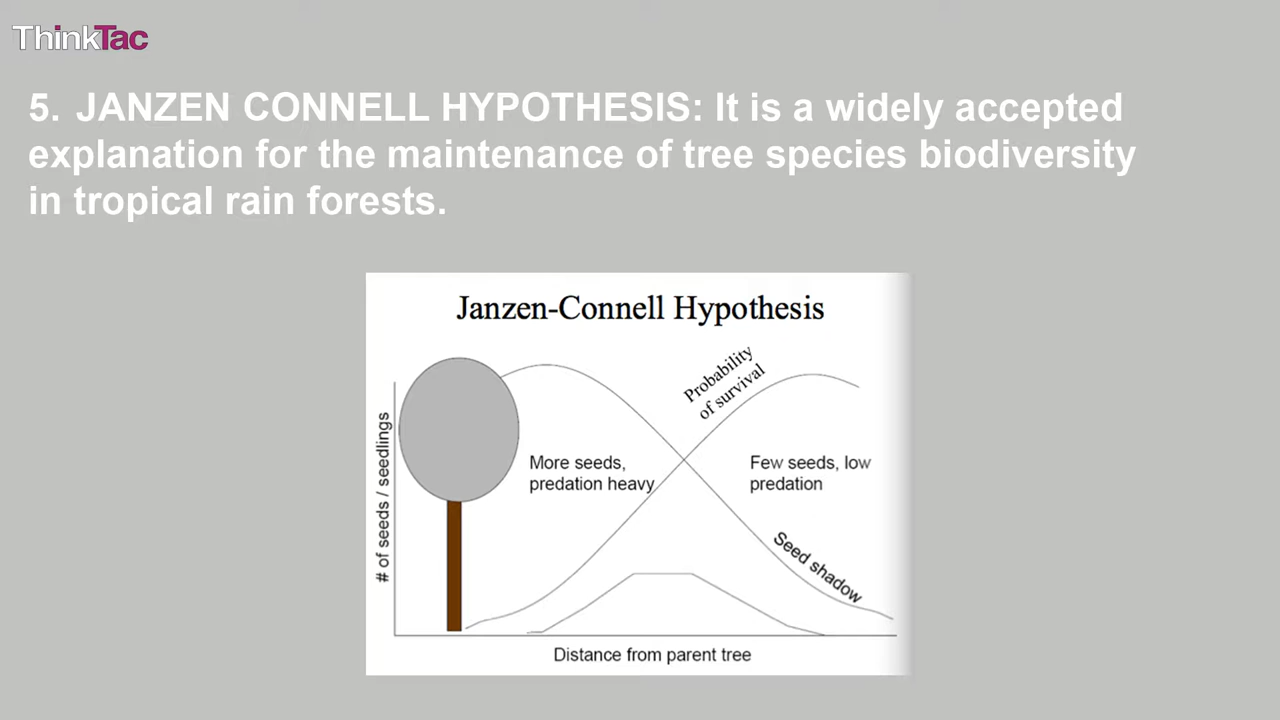 ThinkTac
5. JANZEN CONNELL HYPOTHESIS: It is a widely accepted
explanation for the maintenance of tree species biodiversity
in tropical rain forests.
Janzen-Connell Hypothesis
Probability
of survival
# of seeds / seedlings
More seeds,
predation heavy
Few seeds, low
predation
Seed shadow
Distance from parent tree